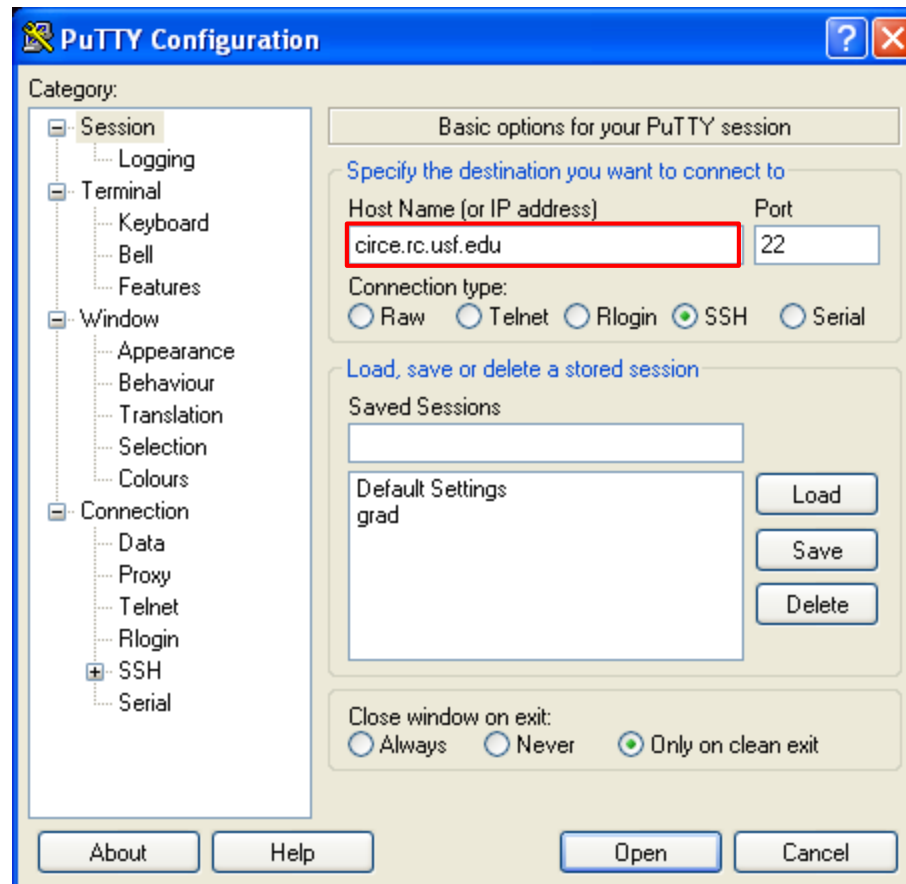 PuTTY Configuration
Category:
Session
Logging
Terminal
Keyboard
Bell
Features
Window
Appearance
Behaviour
Translation
Selection
Colours
Connection
Data
Proxy
Telnet
Rlogin
SSH
Serial
Basic options for your PuTTY session
Specify the destination you want to connect to
Host Name (or IP address) Port
circe.rc.usf.edu 22
Connection type:
Raw Telnet Rlogin SSH Serial
Load, save or delete a stored session
Saved Sessions
Default Settings
grad
Load
Save
Delete
Close window on exit:
Always Never Only on clean exit
About Help Open Cancel